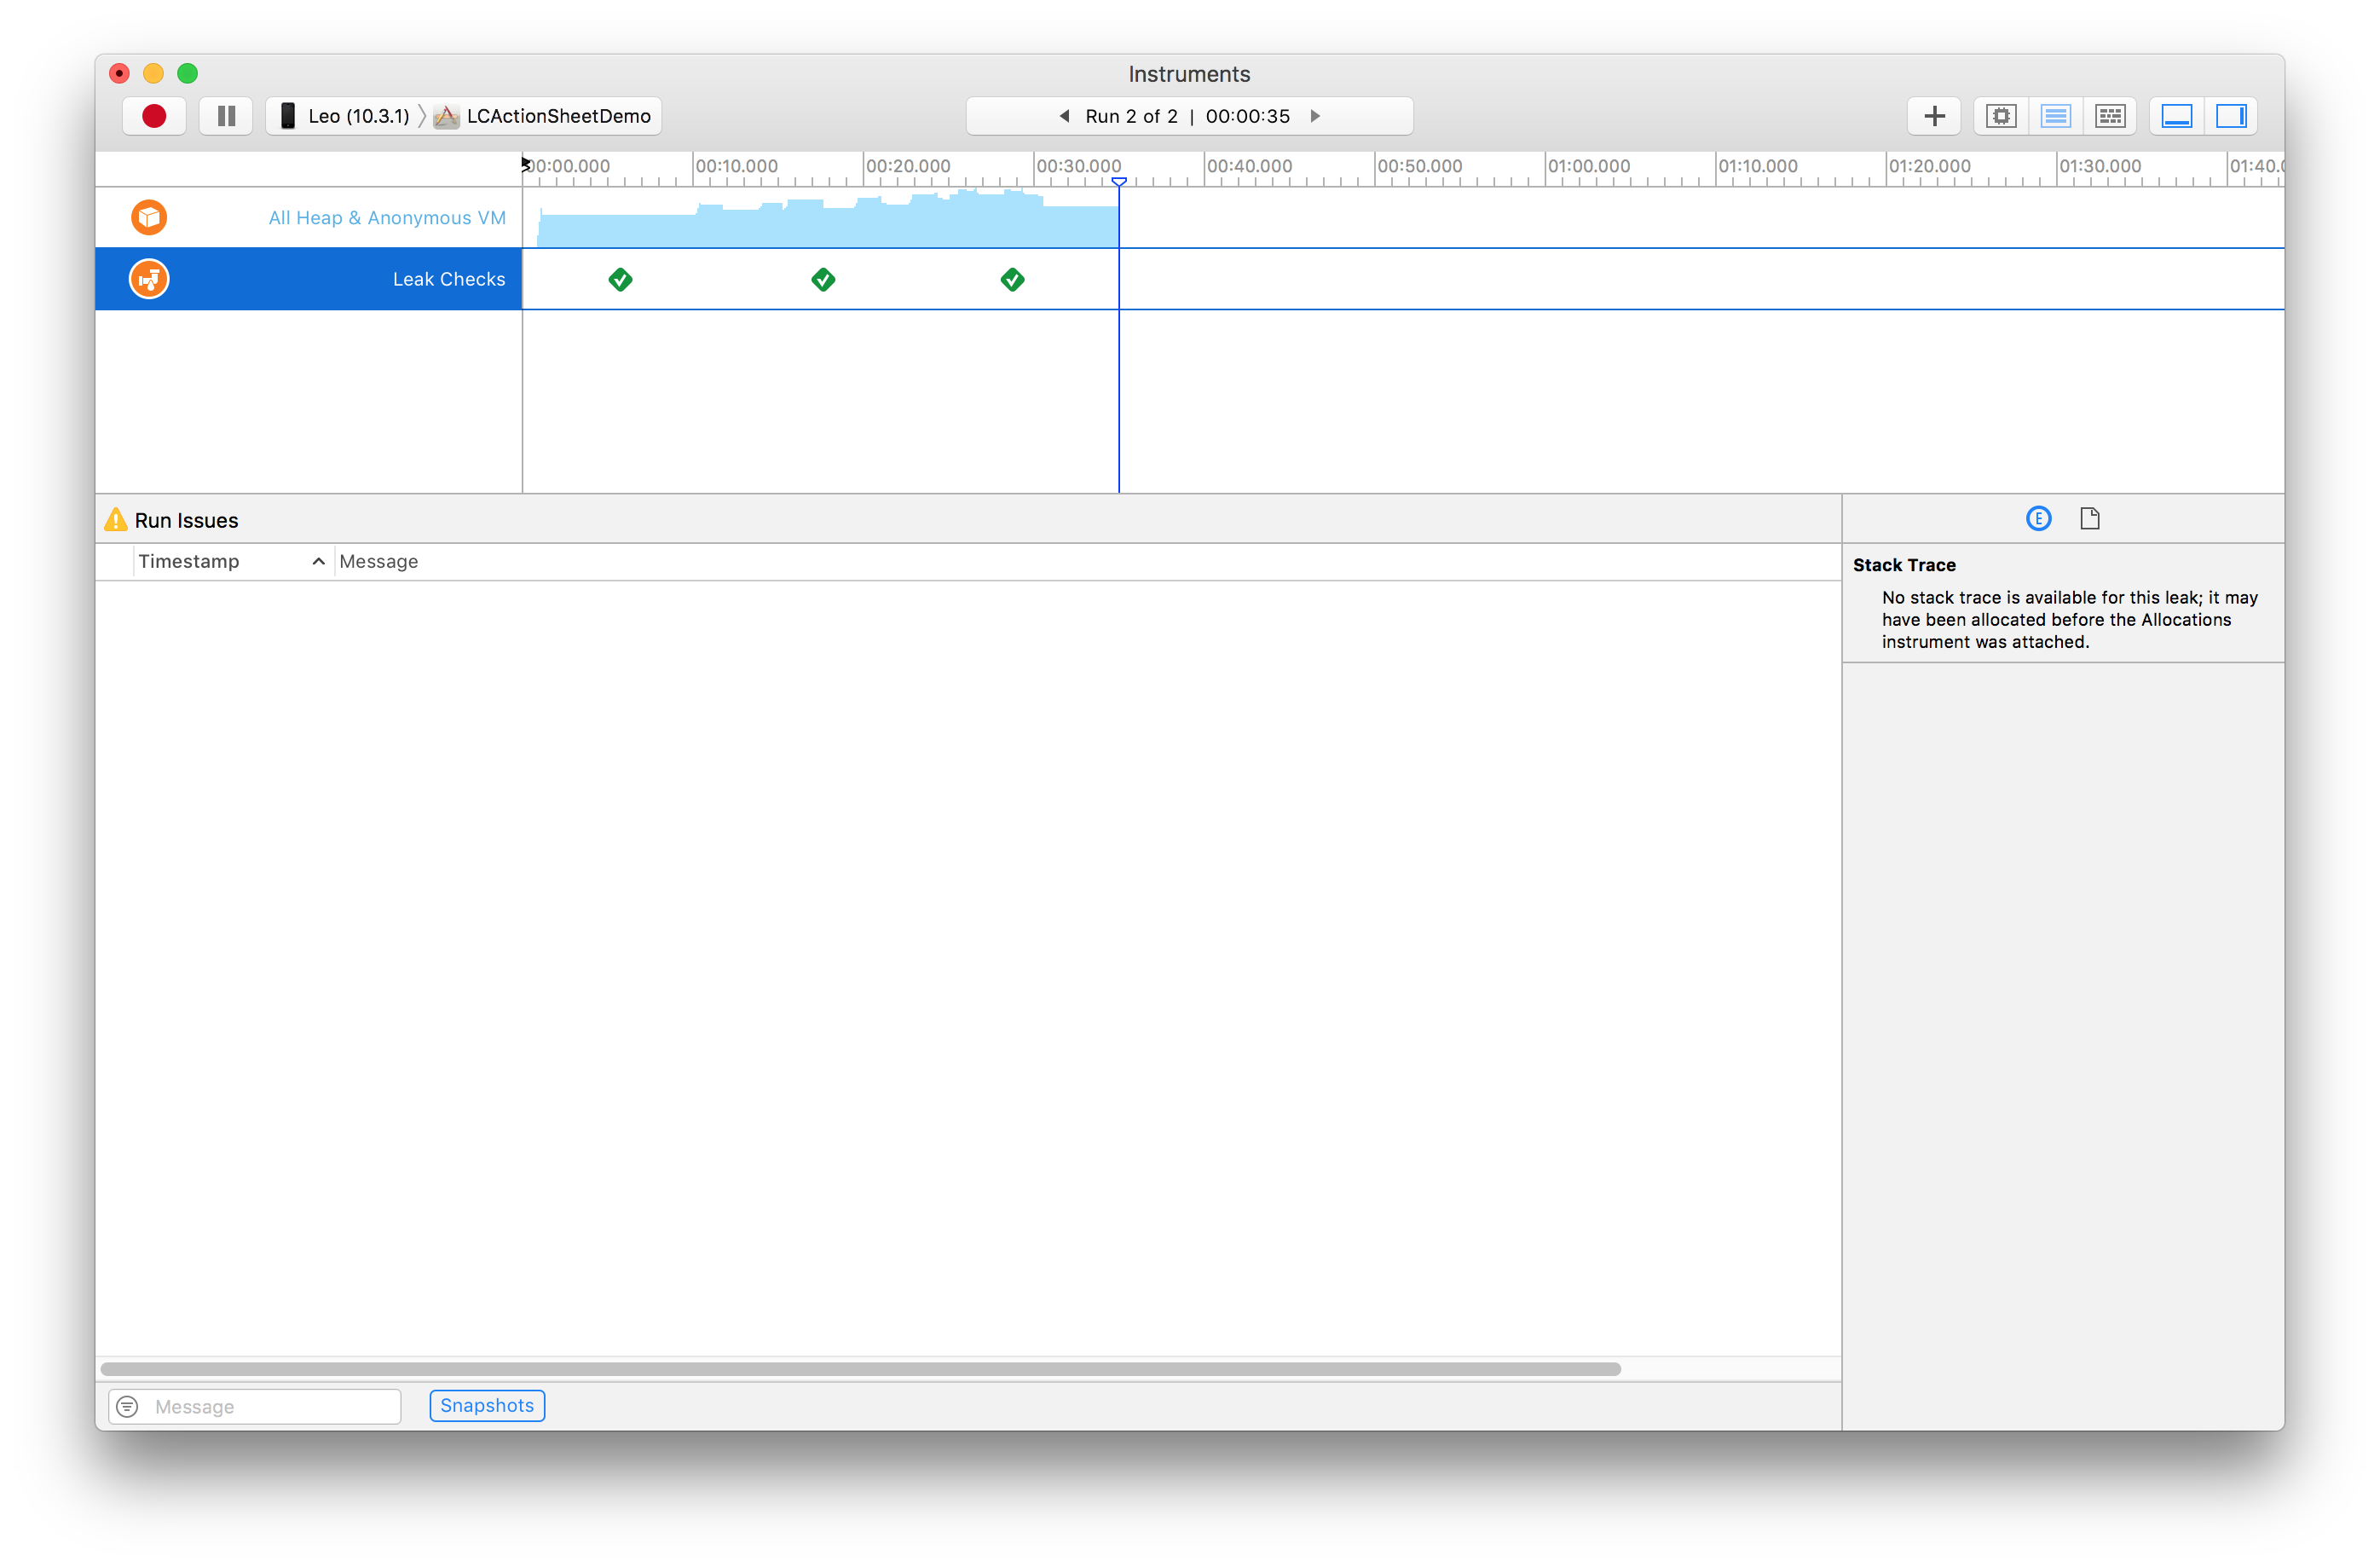 Instruments
Leo (10.3.1) LCActionSheetDemo
Run 2 of 2 | 00:00:35
00:00.000 00:10.000 00:20.000 00:30.000 00:40.000 00:50.000 01:00.000 01:10.000 01:20.000 01:30.000 01:40.
All Heap & Anonymous VM
Leak Checks
Run Issues
Timestamp Message
Stack Trace
No stack trace is available for this leak; it may
have been allocated before the Allocations
instrument was attached.
Message
Snapshots